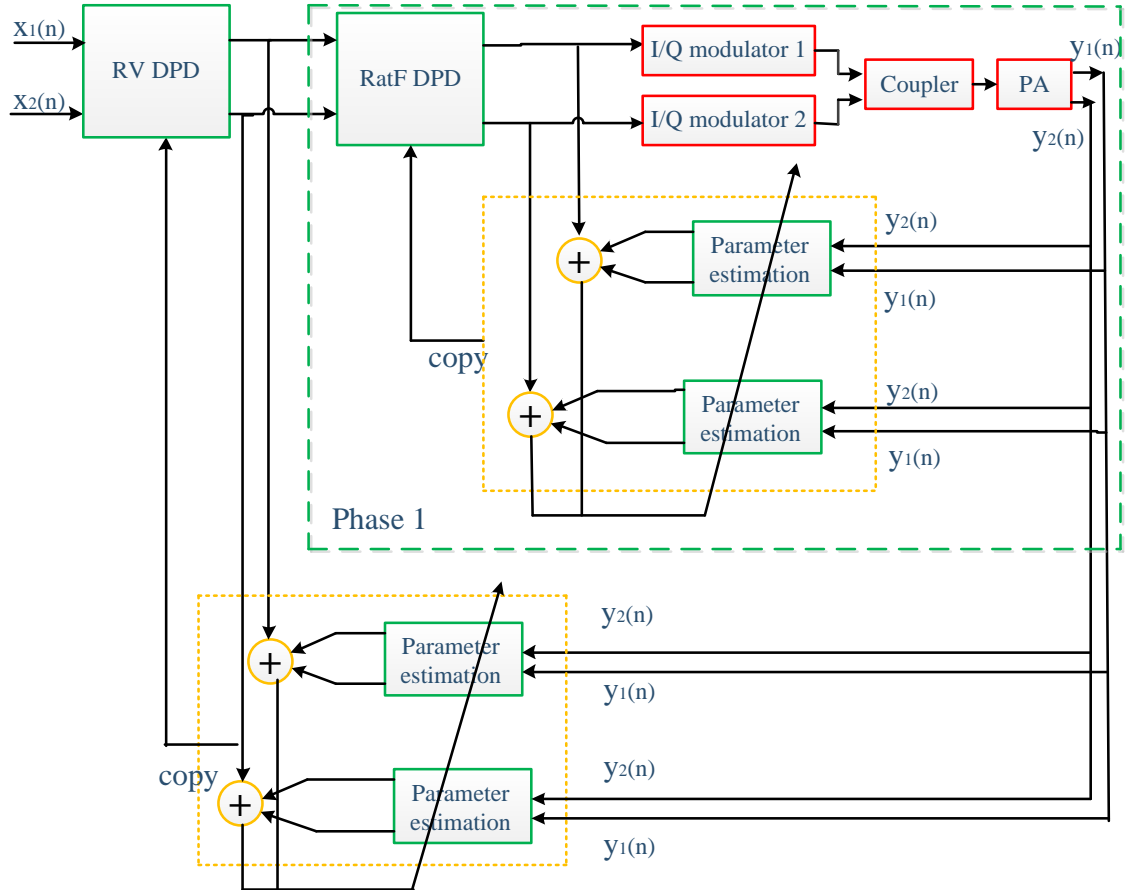 x1(n)
x2(n)
RV DPD
RatF DPD
I/Q modulator 1
I/Q modulator 2
Coupler
PA
y1(n)
y2(n)
Parameter
estimation
y2(n)
y1(n)
copy
Parameter
estimation
y2(n)
y1(n)
Phase 1
Parameter
estimation
y2(n)
y1(n)
copy
Parameter
estimation
y2(n)
y1(n)
+
+
+
+